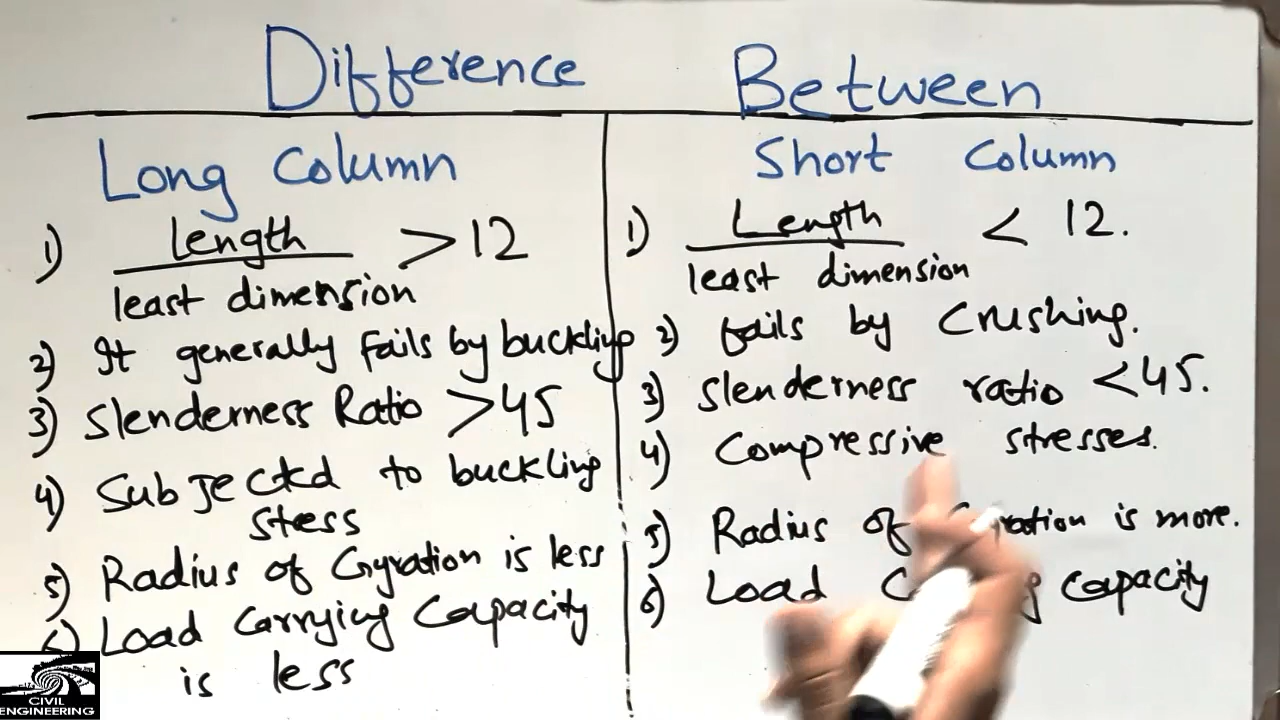 Difference Between
Long Column
1) length > 12
least dimension
2) It generally fails by buckling
3) Slenderness Ratio > 45
4) Subjected to buckling
stess
5) Radius of Gyration is less
Load Carrying Capacity
is less
Short Column
1) Length < 12.
least dimension
2) fails by Crushing.
3) Slenderness ratio < 45.
4) Compressive stresses.
5) Radius of is more.
6) Load Capacity
CIVIL
ENGINEERING